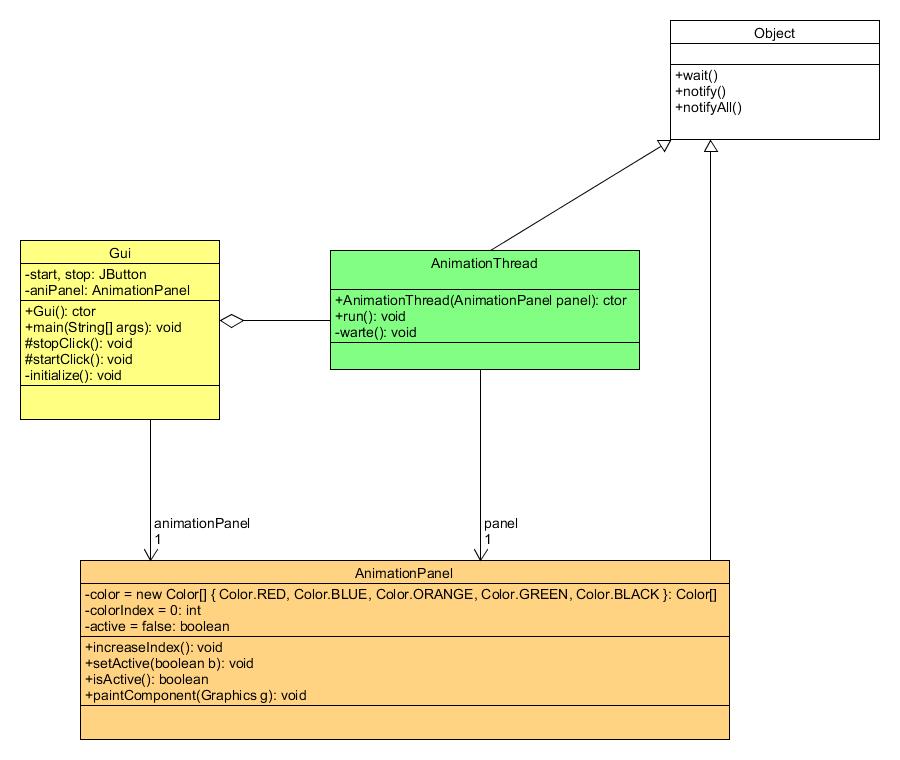 Object
+wait()
+notify()
+notifyAll()
Gui
-start, stop: JButton
-aniPanel: AnimationPanel
+Gui(): ctor
+main(String[] args): void
#stopClick(): void
#startClick(): void
-initialize(): void
AnimationThread
+AnimationThread(AnimationPanel panel): ctor
+run(): void
-warte(): void
animationPanel
1
panel
1
AnimationPanel
-color = new Color[] { Color.RED, Color.BLUE, Color.ORANGE, Color.GREEN, Color.BLACK }: Color[]
-colorIndex = 0: int
-active = false: boolean
+increaseIndex(): void
+setActive(boolean b): void
+isActive(): boolean
+paintComponent(Graphics g): void